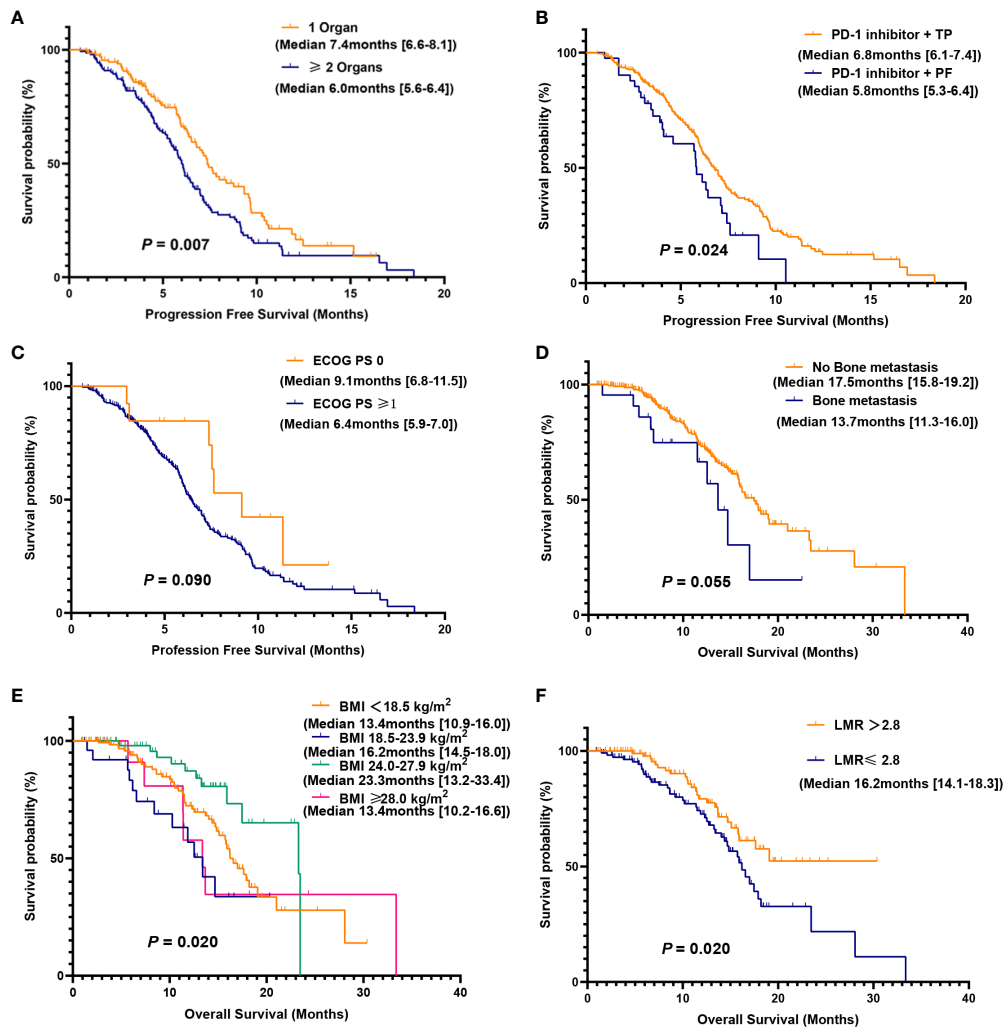 A
1 Organ
(Median 7.4months [6.6-8.1])
≥ 2 Organs
(Median 6.0months [5.6-6.4])
Survival probability (%)
100
50
0
P = 0.007
0 5 10 15 20
Progression Free Survival (Months)
B
PD-1 inhibitor + TP
(Median 6.8months [6.1-7.4])
PD-1 inhibitor + PF
(Median 5.8months [5.3-6.4])
Survival probability (%)
100
50
0
P = 0.024
0 5 10 15 20
Progression Free Survival (Months)
C
ECOG PS 0
(Median 9.1months [6.8-11.5])
ECOG PS ≥1
(Median 6.4months [5.9-7.0])
Survival probability (%)
100
50
0
P = 0.090
0 5 10 15 20
Profession Free Survival (Months)
D
No Bone metastasis
(Median 17.5months [15.8-19.2])
Bone metastasis
(Median 13.7months [11.3-16.0])
Survival probability (%)
100
50
0
P = 0.055
0 10 20 30 40
Overall Survival (Months)
E
BMI <18.5 kg/m²
(Median 13.4months [10.9-16.0])
BMI 18.5-23.9 kg/m²
(Median 16.2months [14.5-18.0])
BMI 24.0-27.9 kg/m²
(Median 23.3months [13.2-33.4])
BMI ≥28.0 kg/m²
(Median 13.4months [10.2-16.6])
Survival probability (%)
100
50
0
P = 0.020
0 10 20 30 40
Overall Survival (Months)
F
LMR >2.8
LMR≤ 2.8
(Median 16.2months [14.1-18.3])
Survival probability (%)
100
50
0
P = 0.020
0 10 20 30 40
Overall Survival (Months)